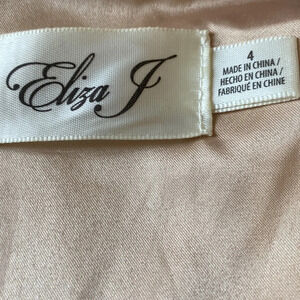 Eliza J
4
MADE IN CHINA /
HECHO EN CHINA /
FABRIQUÉ EN CHINE